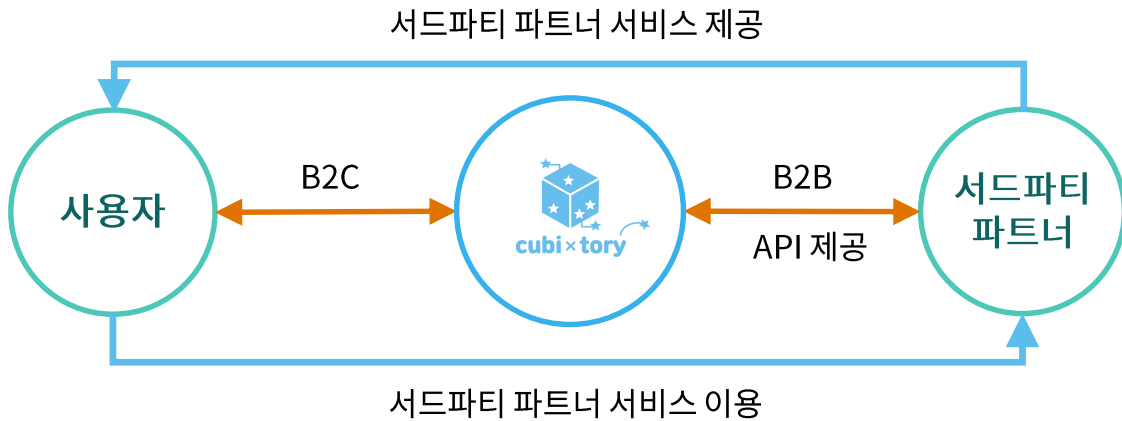 서드파티 파트너 서비스 제공
B2C
B2B
사용자
cubi×tory
서드파티
파트너
API 제공
서드파티 파트너 서비스 이용